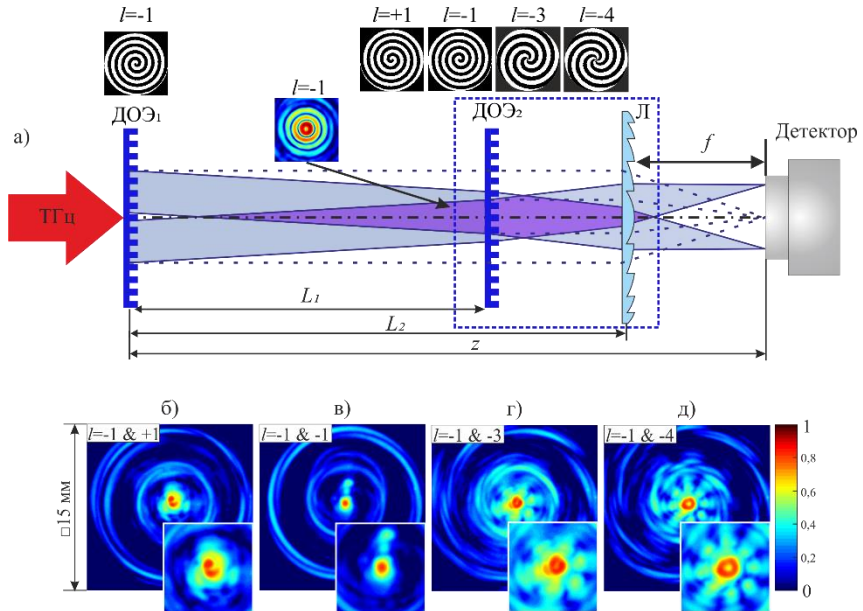 l=-1
l=+1 l=-1 l=-3 l=-4
ДОЭ₁
l=-1
ДОЭ₂
Л
Детектор
а)
f
ТГц
L₁
L₂
z
б) в) г) д)
l=-1 & +1 l=-1 & -1 l=-1 & -3 l=-1 & -4
□15 мм
1
0,8
0,6
0,4
0.2
0